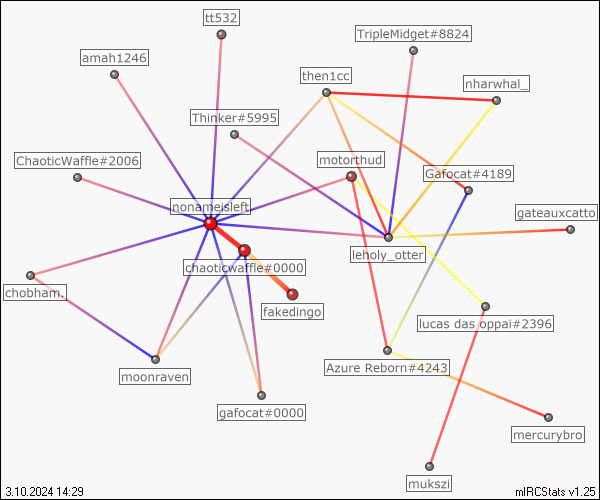 tt532
TripleMidget#8824
amah1246
then1cc
nharwhal_
Thinker#5995
ChaoticWaffle#2006
motorthud
Gafocat#4189
nonameisleft
gateauxcatto
leholy_otter
chaoticwaffle#0000
chobham.
fakedingo
lucas das oppai#2396
moonraven
Azure Reborn#4243
gafocat#0000
mercurybro
mukszi
3.10.2024 14:29
mIRCStats v1.25